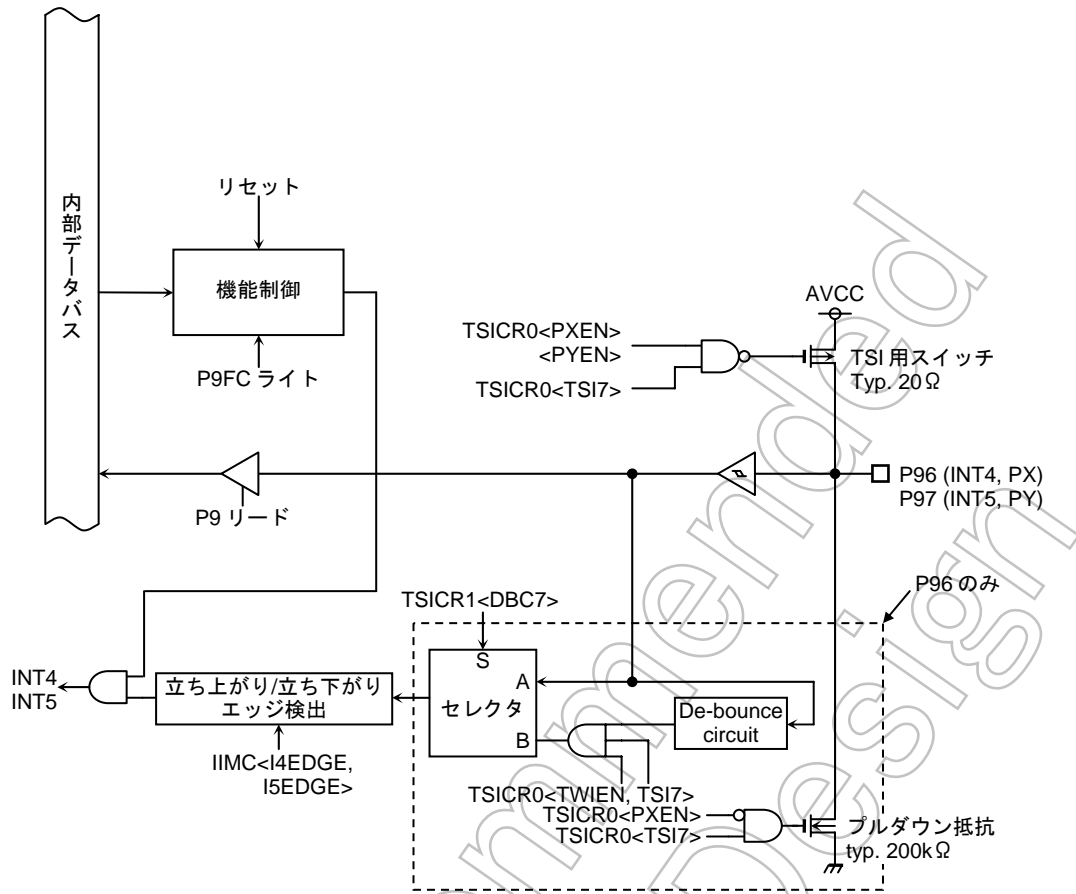 内部データバス
リセット
機能制御
P9FC ライト
AVCC
TSICR0<PXEN>
<PYEN>
TSICR0<TSI7>
TSI 用スイッチ
Typ. 20Ω
P9 リード
P96 (INT4, PX)
P97 (INT5, PY)
P96 のみ
TSICR1<DBC7>
S
A
セレクタ
B
De-bounce
circuit
INT4
INT5
立ち上がり/立ち下がり
エッジ検出
IIMC<I4EDGE,
I5EDGE>
TSICR0<TWIEN, TSI7>
TSICR0<PXEN>
TSICR0<TSI7>
プルダウン抵抗
typ. 200kΩ
mmended
Design